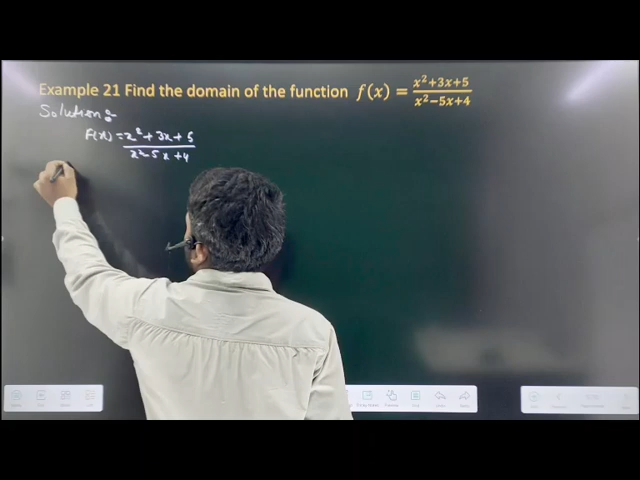 Example 21 Find the domain of the function f(x) = x²+3x+5 / x²−5x+4
Solution:
F(x) = x² + 3x + 5 / x² - 5x + 4